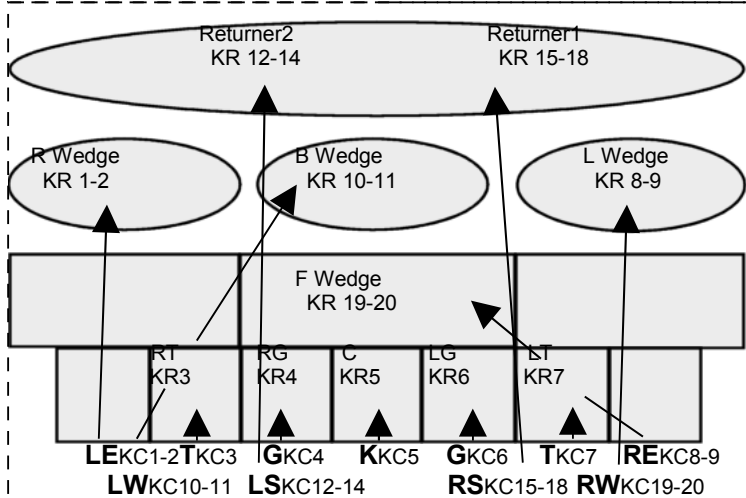 Returner2 Returner1
KR 12-14 KR 15-18
R Wedge B Wedge L Wedge
KR 1-2 KR 10-11 KR 8-9
F Wedge
KR 19-20
RT RG C LG LT
KR3 KR4 KR5 KR6 KR7
LEKC1-2 TKC3 GKC4 KKC5 GKC6 TKC7 REKC8-9
LWKC10-11 LSKC12-14 RSKC15-18 RWKC19-20